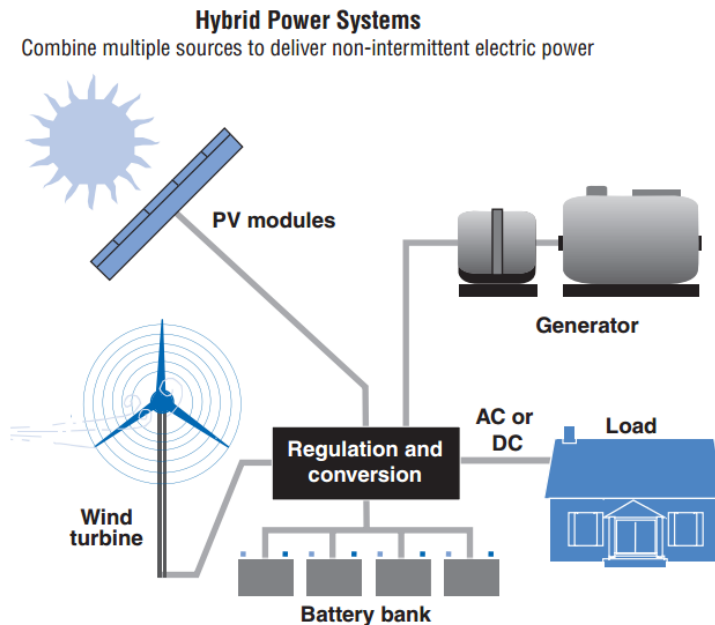 Hybrid Power Systems
Combine multiple sources to deliver non-intermittent electric power
PV modules
Generator
AC or
DC
Load
Regulation and
conversion
Wind
turbine
Battery bank